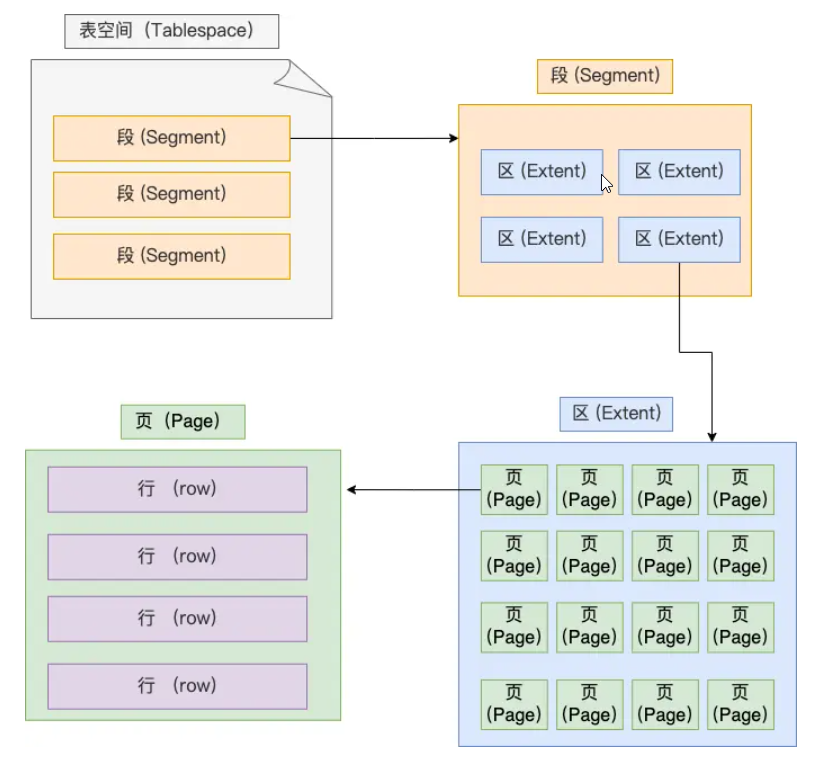 表空间（Tablespace）
段 (Segment)
段 (Segment)
段 (Segment)
段 (Segment)
区 (Extent)
区 (Extent)
区 (Extent)
区 (Extent)
区 (Extent)
页
(Page)
页
(Page)
页
(Page)
页
(Page)
页
(Page)
页
(Page)
页
(Page)
页
(Page)
页
(Page)
页
(Page)
页
(Page)
页
(Page)
页
(Page)
页
(Page)
页
(Page)
页
(Page)
页（Page）
行 （row）
行 （row）
行 （row）
行 （row）